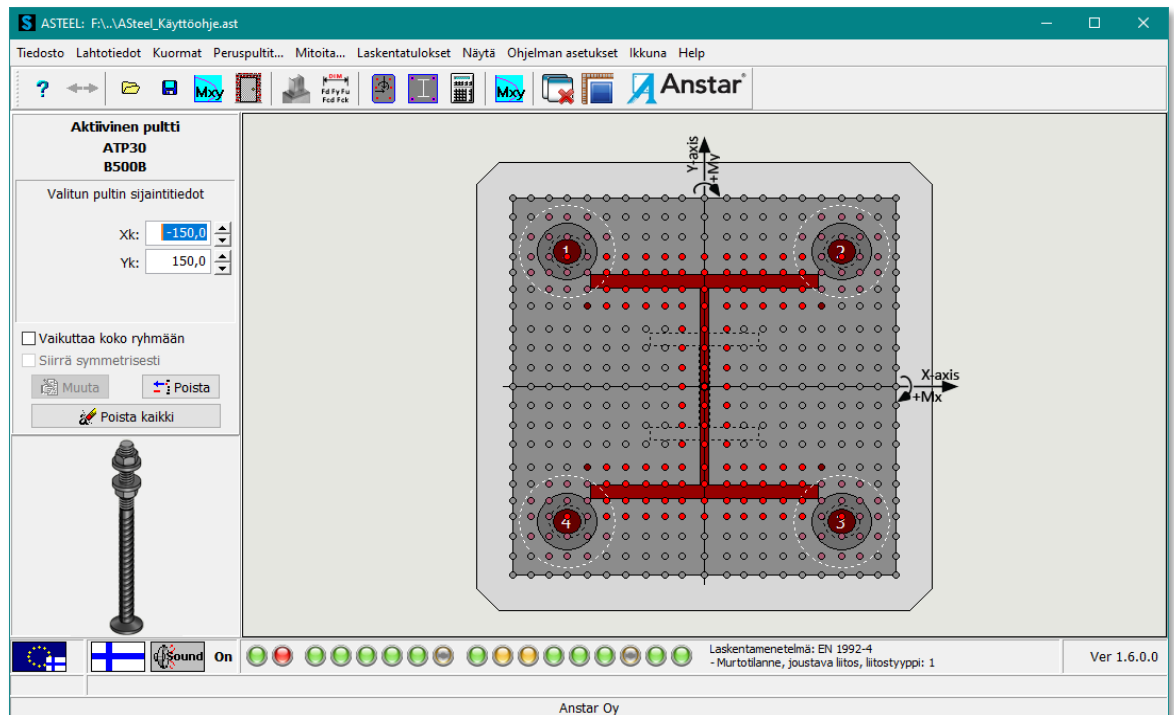 ASTEEL: F:\..\ASteel_Käyttöohje.ast
Tiedosto Lahtotiedot Kuormat Peruspultit... Mitoita... Laskentatulokset Näytä Ohjelman asetukset Ikkuna Help
? Mxy DIM Fd Fy Fu Fcd Fck Mxy Anstar
Aktiivinen pultti
ATP30
B500B
Valitun pultin sijaintitiedot
Xk: -150,0
Yk: 150,0
Vaikuttaa koko ryhmään
Siirrä symmetrisesti
Muuta Poista
Poista kaikki
Y-axis
+My
1 2
X-axis
+Mx
4 3
Sound On
Laskentamenetelmä: EN 1992-4
- Murtotilanne, joustava liitos, liitostyyppi: 1
Ver 1.6.0.0
Anstar Oy